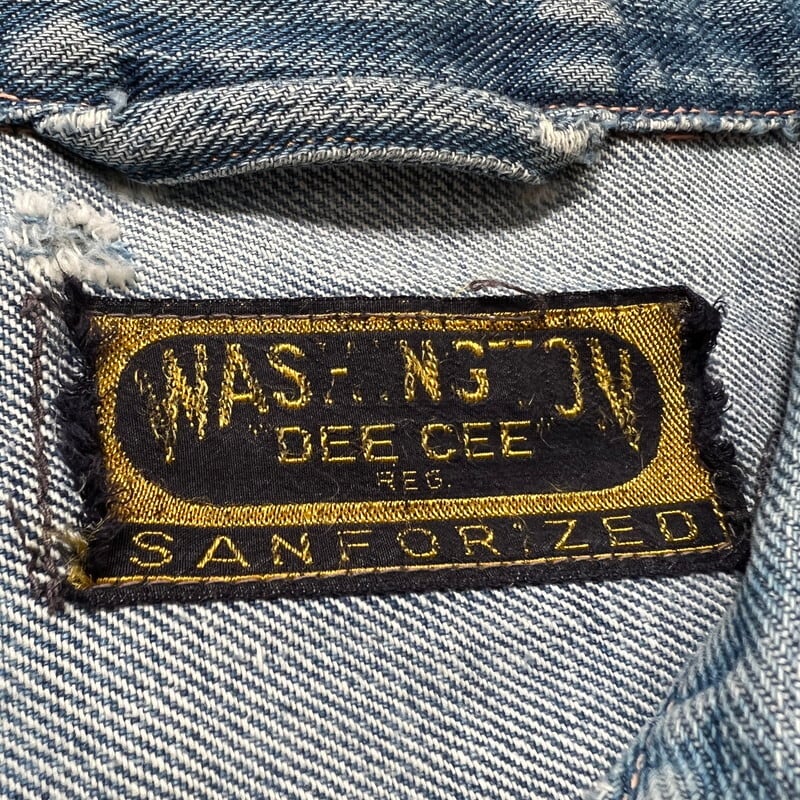 WASHINGTON
"DEE CEE"
REG.
SANFORIZED